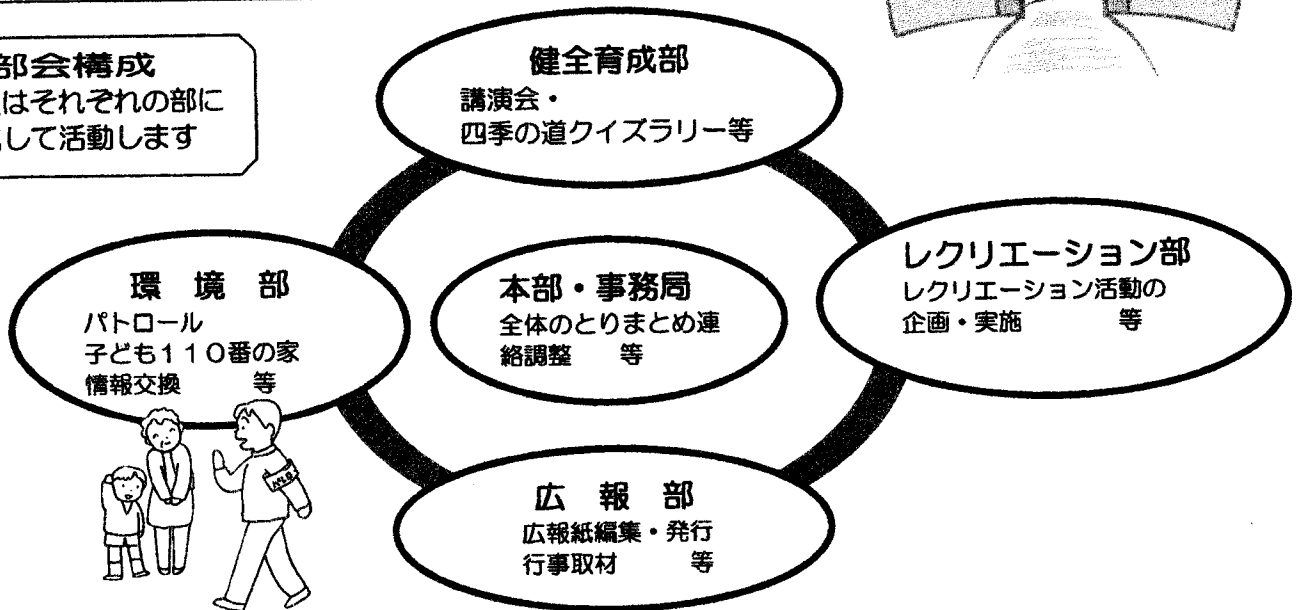 部会構成
はそれぞれの部に
して活動します
健全育成部
講演会・
四季の道クイズラリー等
環境部
パトロール
子ども110番の家
情報交換 等
本部・事務局
全体のとりまとめ連
絡調整 等
レクリエーション部
レクリエーション活動の
企画・実施 等
広報部
広報紙編集・発行
行事取材 等